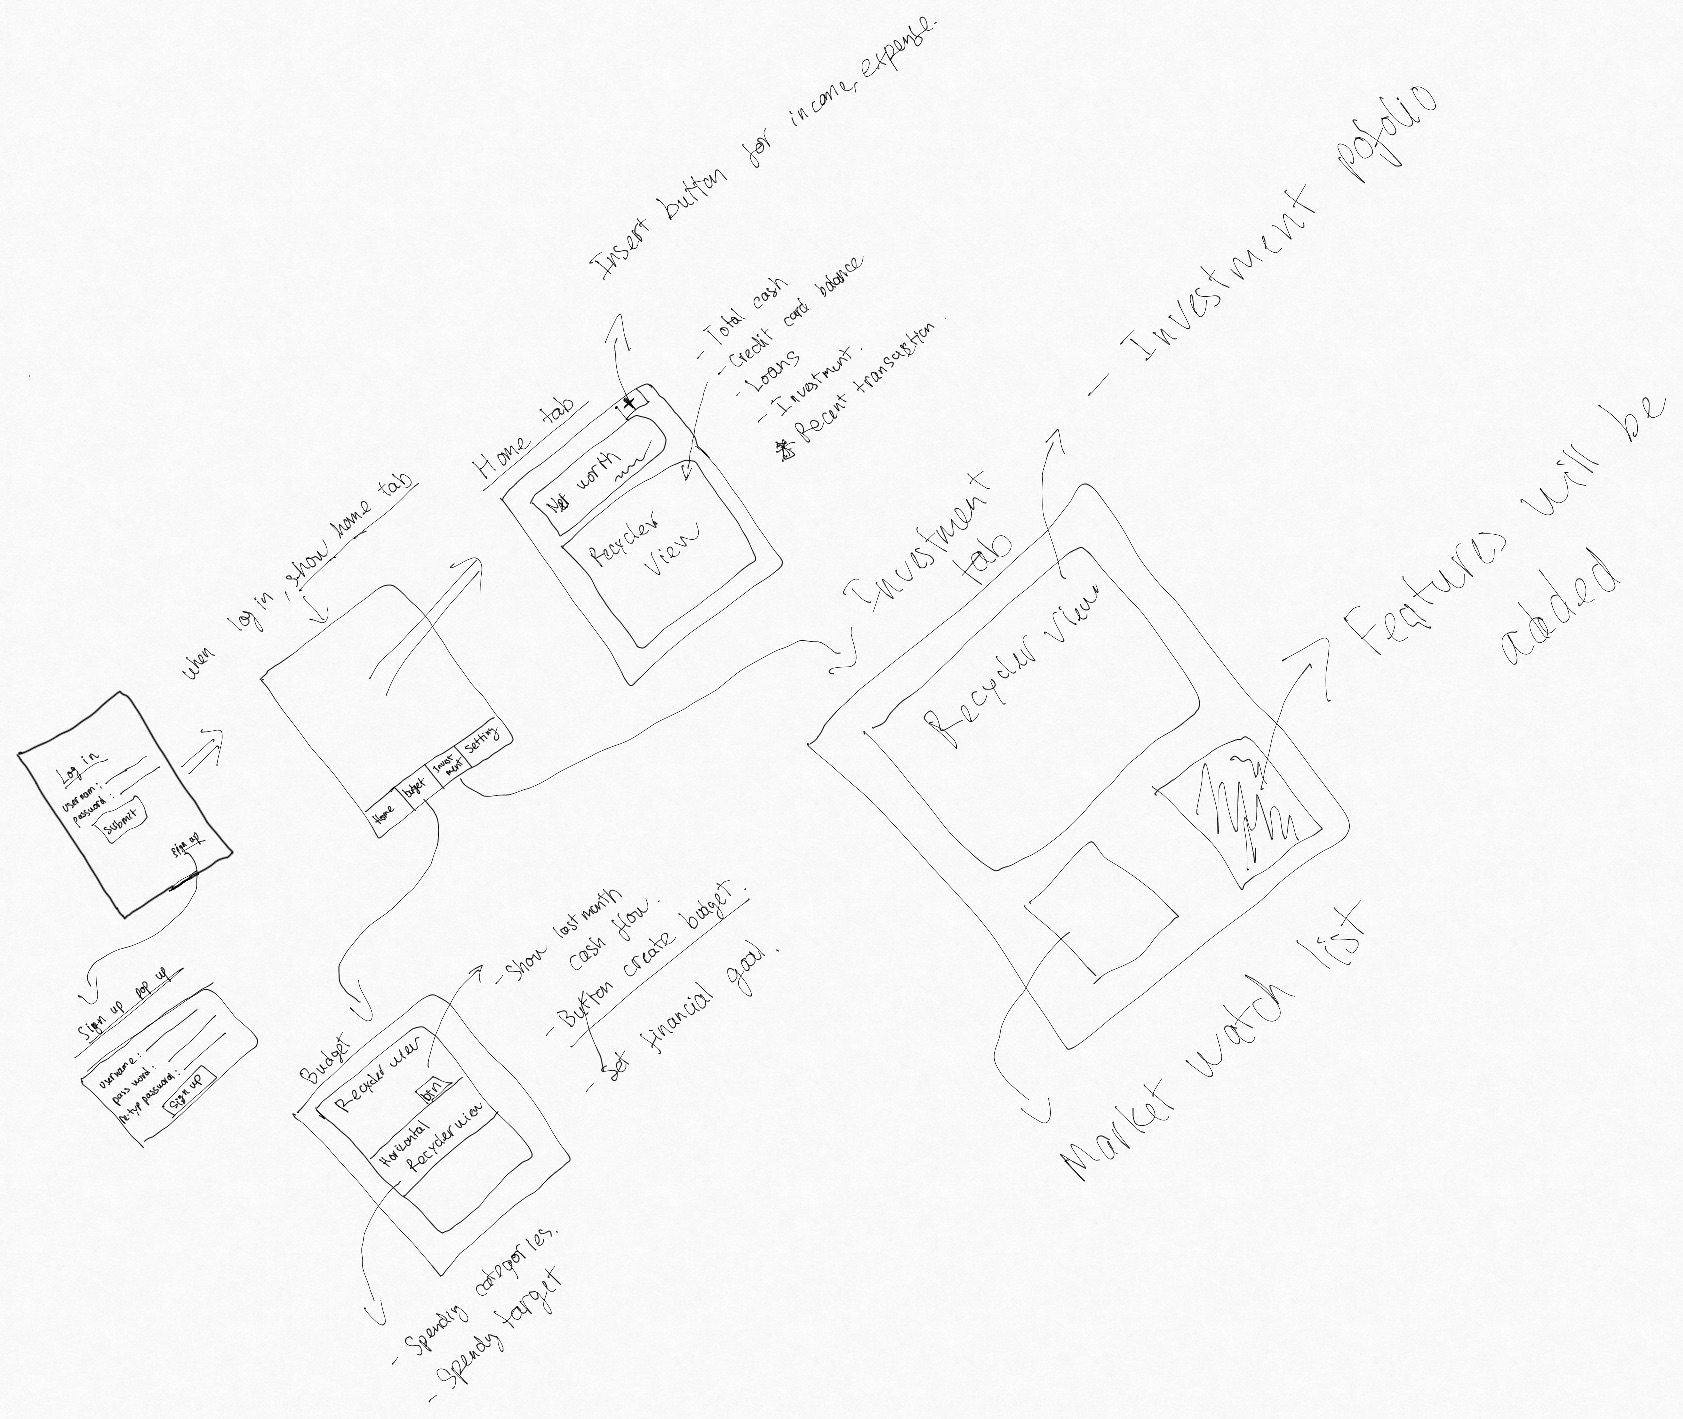 Insert button for income, expense.
- Total cash
- Credit card balance
- Loans
- Investment.
* Recent transaction.
Home tab
+
Net worth
Recycler
View
when log in, show home tab
Home
budget
Invest
ment
Setting
Log in
usernam:
password:
Submit
Sign up
Sign up pop up
username:
pass word:
Re typ password:
Sign up
Budget
Recycler view
btn
Horizontal
Recycler view
- Show last month
cash flow.
- Button create budget.
- Set financial goal.
- Spendig categories.
- Spendig target
Investment
tab
Recycler view
- Investment pofolio
Features will be
added
Market watch list